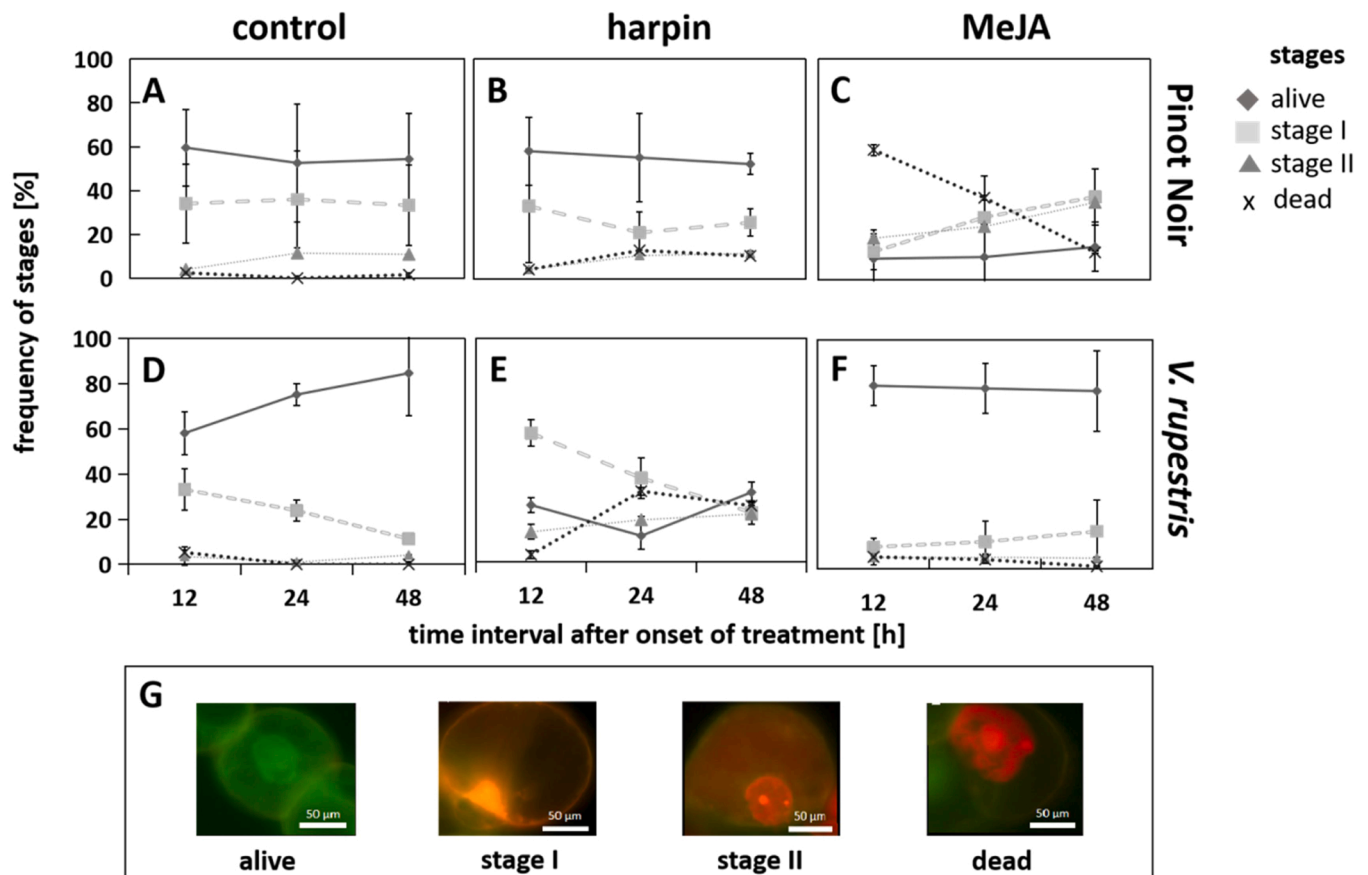 control harpin MeJA
stages
alive
stage I
stage II
x dead
Pinot Noir
V. rupestris
frequency of stages [%]
100
80
60
40
20
0
A
B
C
100
80
60
40
20
0
D
E
F
12 24 48 12 24 48 12 24 48
time interval after onset of treatment [h]
G
50 µm 50 µm 50 µm 50 µm
alive stage I stage II dead